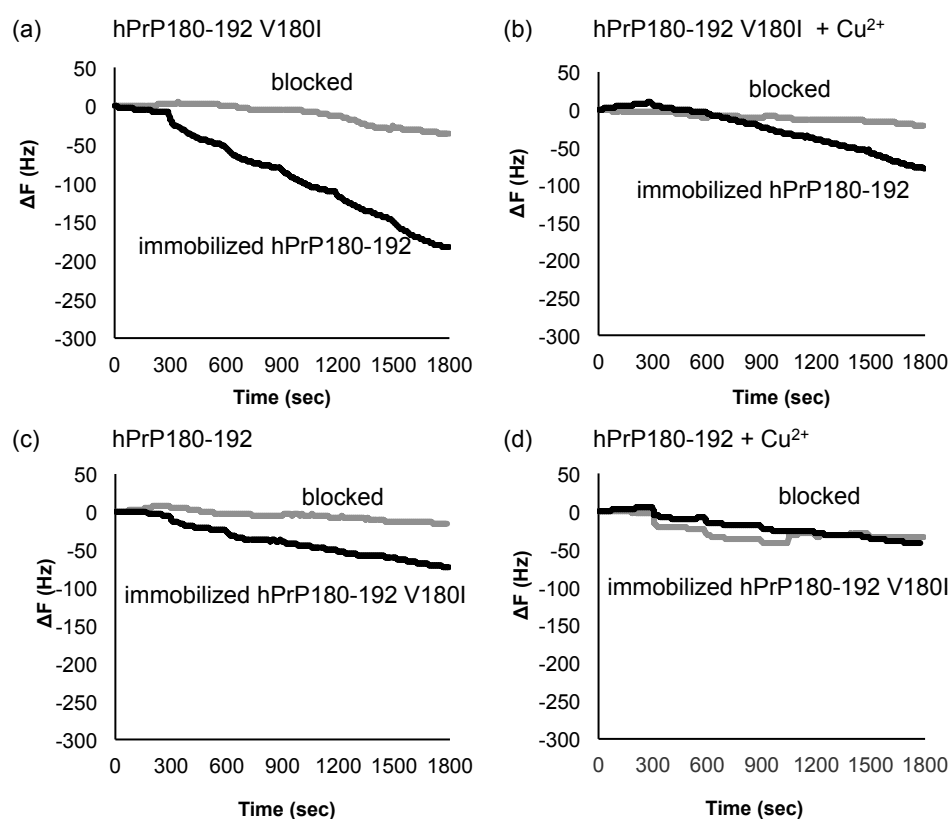 (a) hPrP180-192 V180I
50
0
-50
-100
-150
-200
-250
-300
ΔF (Hz)
blocked
immobilized hPrP180-192
0 300 600 900 1200 1500 1800
Time (sec)
(b) hPrP180-192 V180I + Cu²⁺
50
0
-50
-100
-150
-200
-250
-300
ΔF (Hz)
blocked
immobilized hPrP180-192
0 300 600 900 1200 1500 1800
Time (sec)
(c) hPrP180-192
50
0
-50
-100
-150
-200
-250
-300
ΔF (Hz)
blocked
immobilized hPrP180-192 V180I
0 300 600 900 1200 1500 1800
Time (sec)
(d) hPrP180-192 + Cu²⁺
50
0
-50
-100
-150
-200
-250
-300
ΔF (Hz)
blocked
immobilized hPrP180-192 V180I
0 300 600 900 1200 1500 1800
Time (sec)